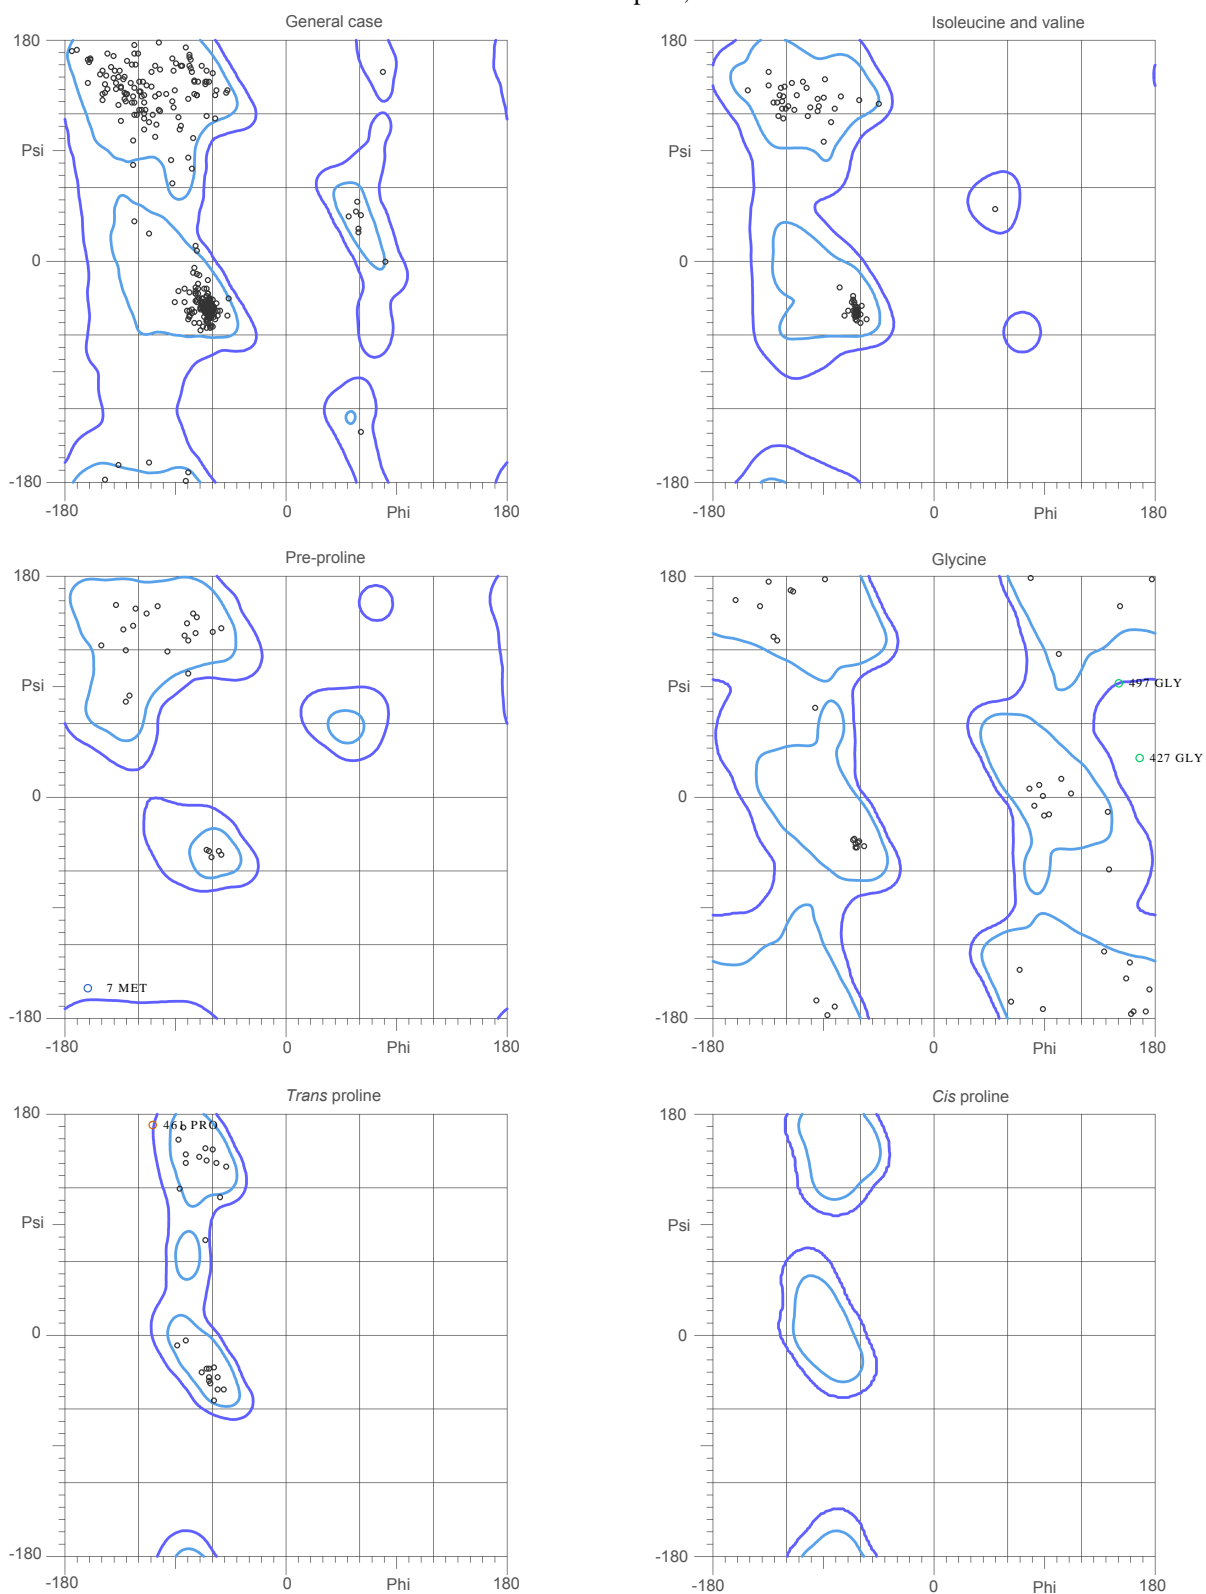 General case
Isoleucine and valine
180
180
Psi
Psi
0
0
-180
-180
-180
0
Phi
180
-180
0
Phi
180
Pre-proline
Glycine
180
180
Psi
Psi
497 GLY
427 GLY
0
0
7 MET
-180
-180
-180
0
Phi
180
-180
0
Phi
180
Trans proline
Cis proline
180
180
461 PRO
Psi
Psi
0
0
-180
-180
-180
0
Phi
180
-180
0
Phi
180